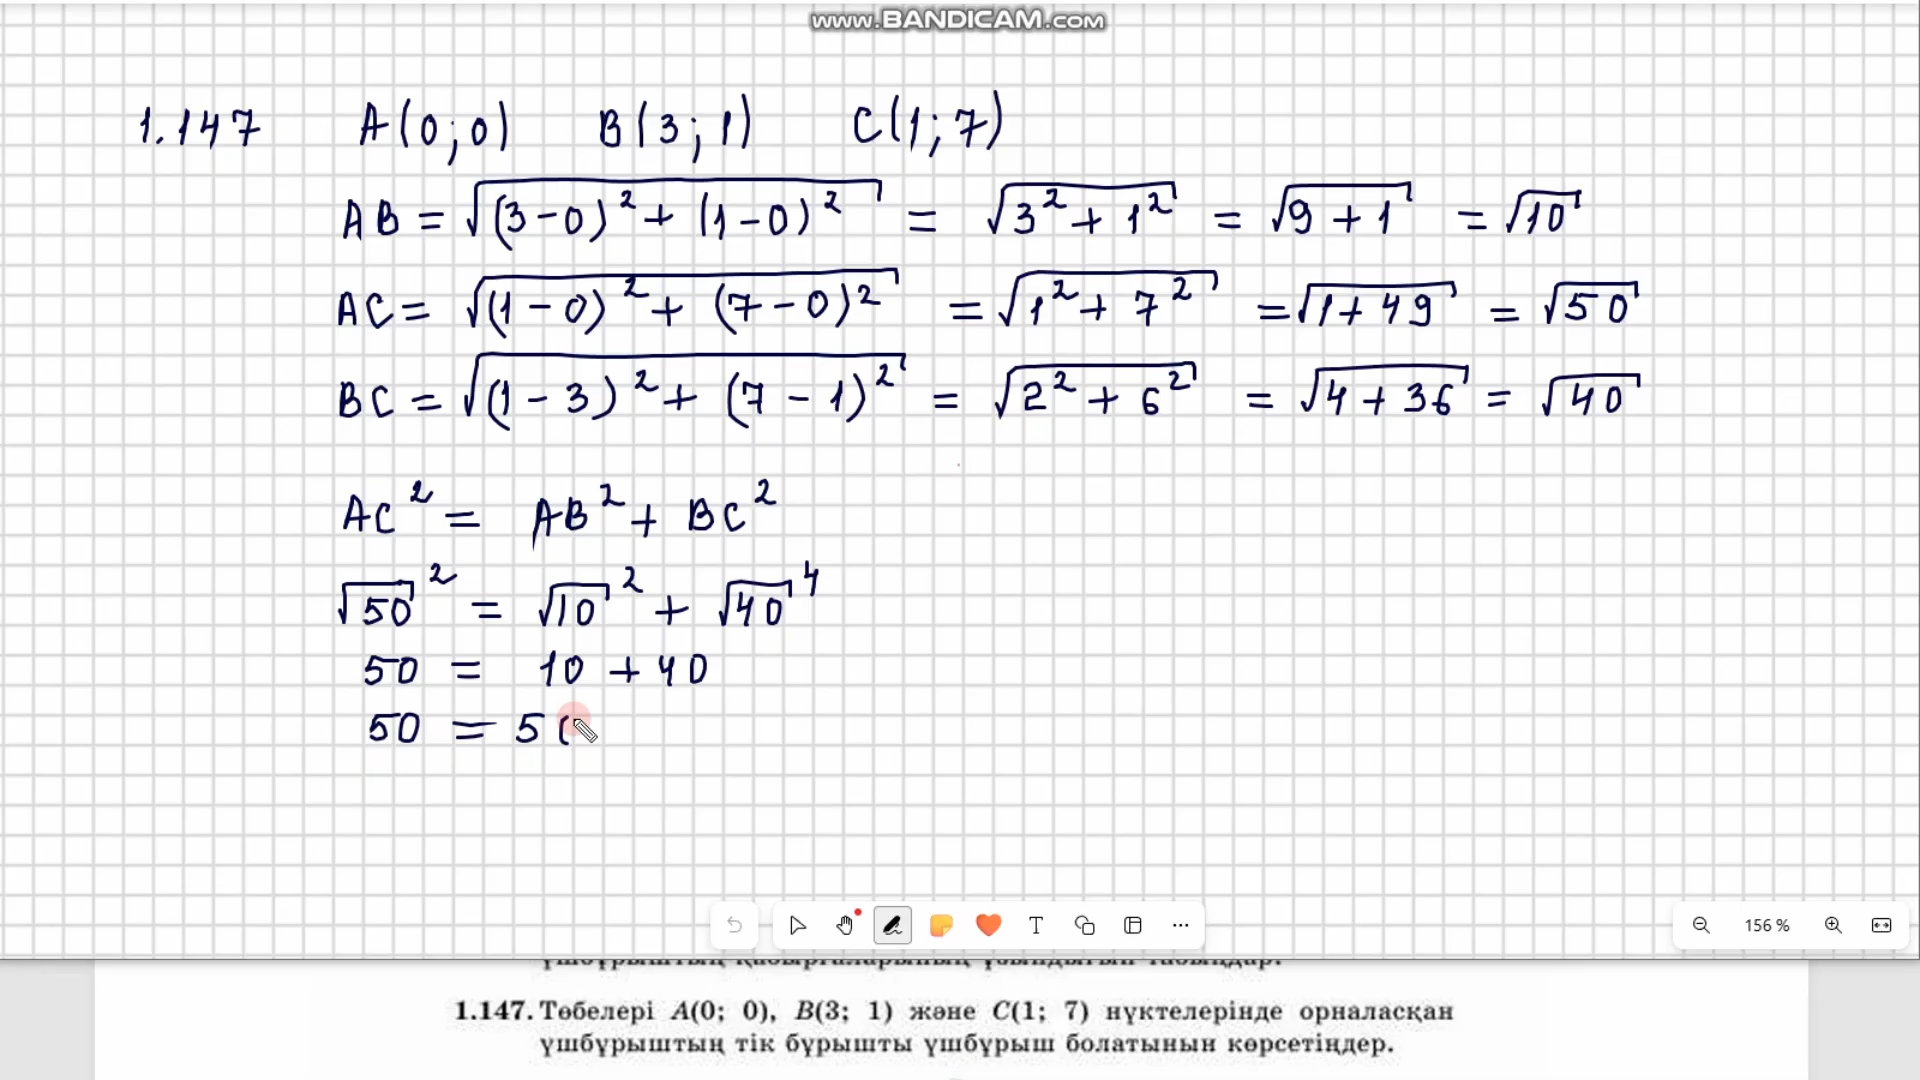 www.BANDICAM.com
1.147 A(0;0) B(3;1) C(1;7)
AB = √(3-0)² + (1-0)² = √3² + 1² = √9 + 1 = √10
AC = √(1-0)² + (7-0)² = √1² + 7² = √1 + 49 = √50
BC = √(1-3)² + (7-1)² = √2² + 6² = √4 + 36 = √40
AC² = AB² + BC²
√50² = √10² + √40⁴
50 = 10 + 40
50 = 5
156 %
үшбұрыштың қабырғаларының ұзындығын табыңдар.
1.147. Төбелері A(0; 0), B(3; 1) және C(1; 7) нүктелерінде орналасқан
үшбұрыштың тік бұрышты үшбұрыш болатынын көрсетіңдер.